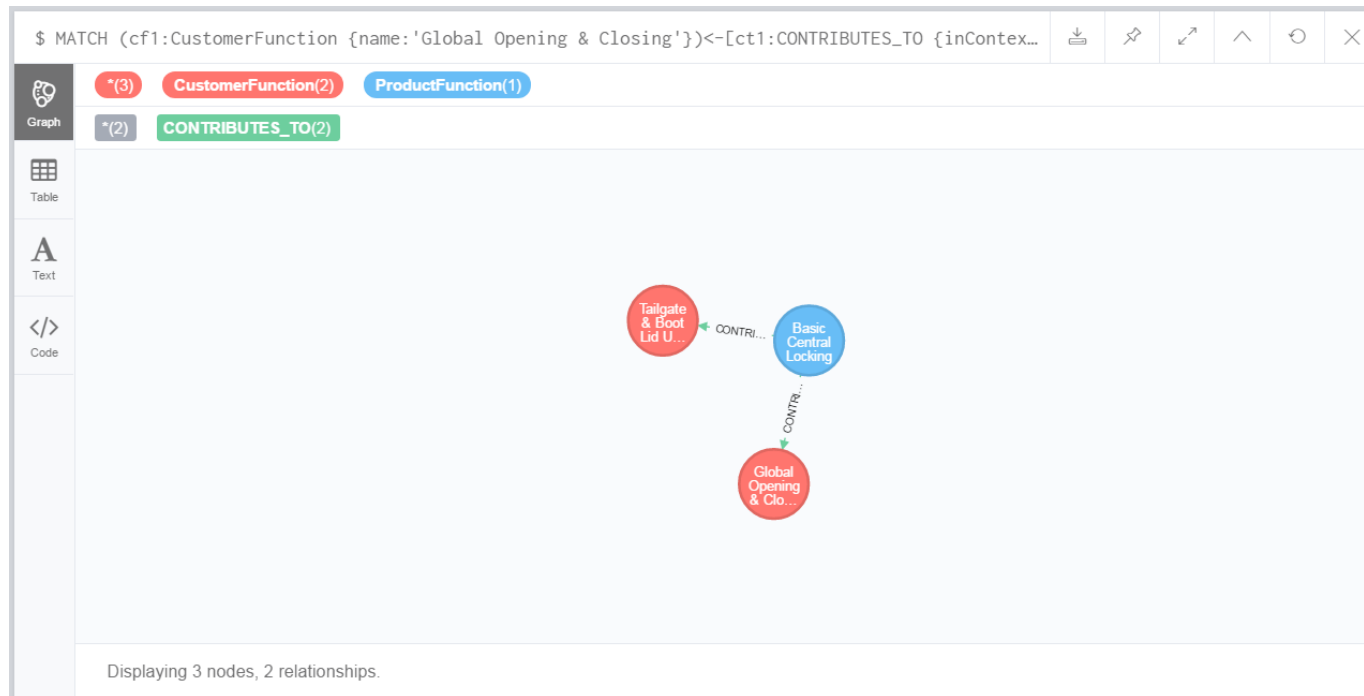 $ MATCH (cf1:CustomerFunction {name:'Global Opening & Closing'})<-[ct1:CONTRIBUTES_TO {inContex…
Graph
*(3) CustomerFunction(2) ProductFunction(1)
*(2) CONTRIBUTES_TO(2)
Table
A
Text
</>
Code
Tailgate
& Boot
Lid U...
CONTRI...
Basic
Central
Locking
CONTRI...
Global
Opening
& Clo...
Displaying 3 nodes, 2 relationships.